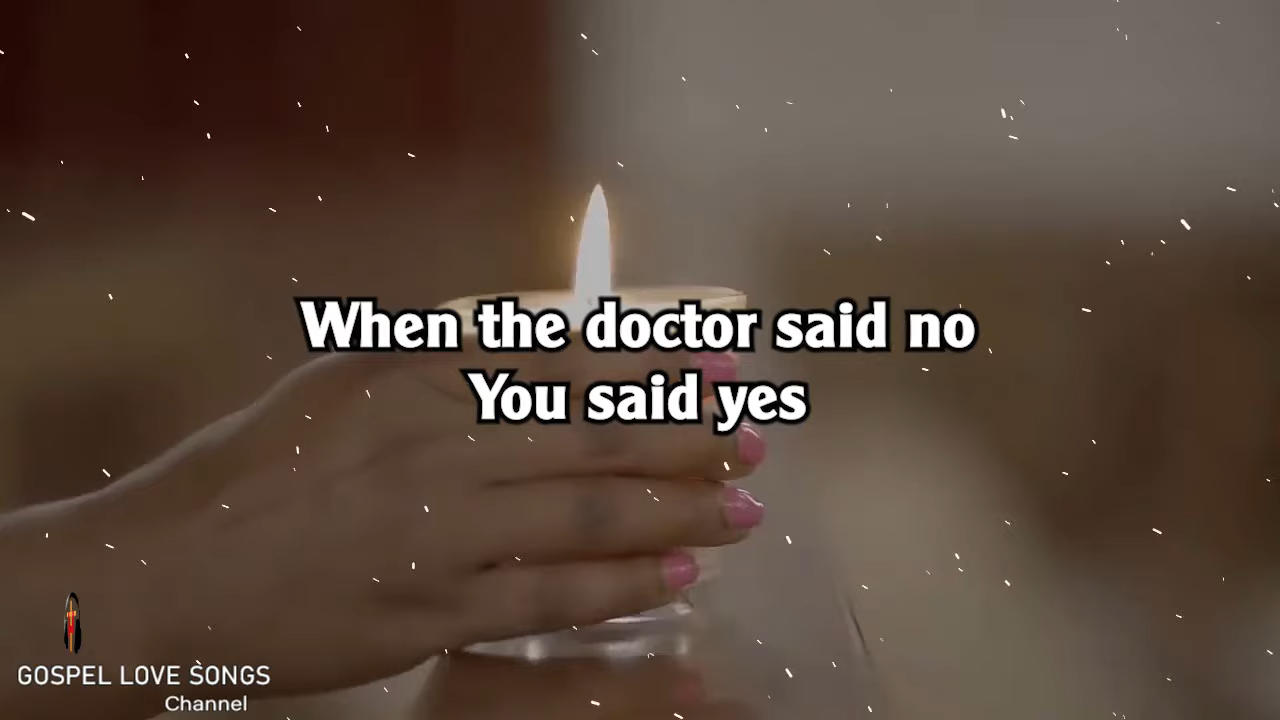 When the doctor said no
You said yes
GOSPEL LOVE SONGS
Channel